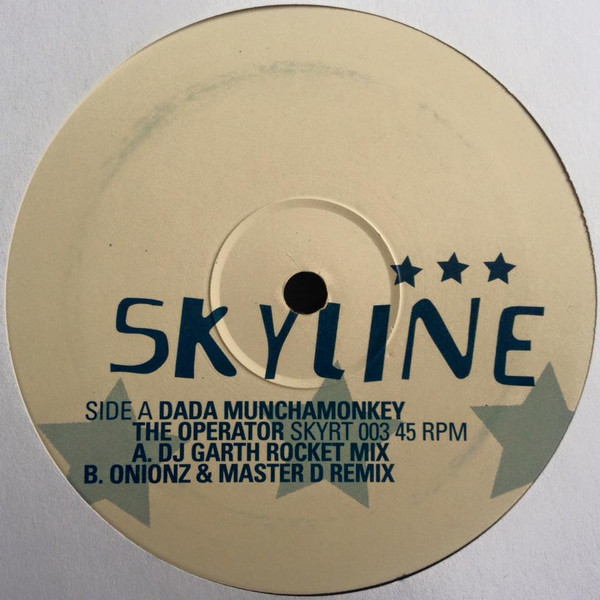 SKYLINE
SIDE A DADA MUNCHAMONKEY
THE OPERATOR SKYRT 003 45 RPM
A. DJ GARTH ROCKET MIX
B. ONIONZ & MASTER D REMIX